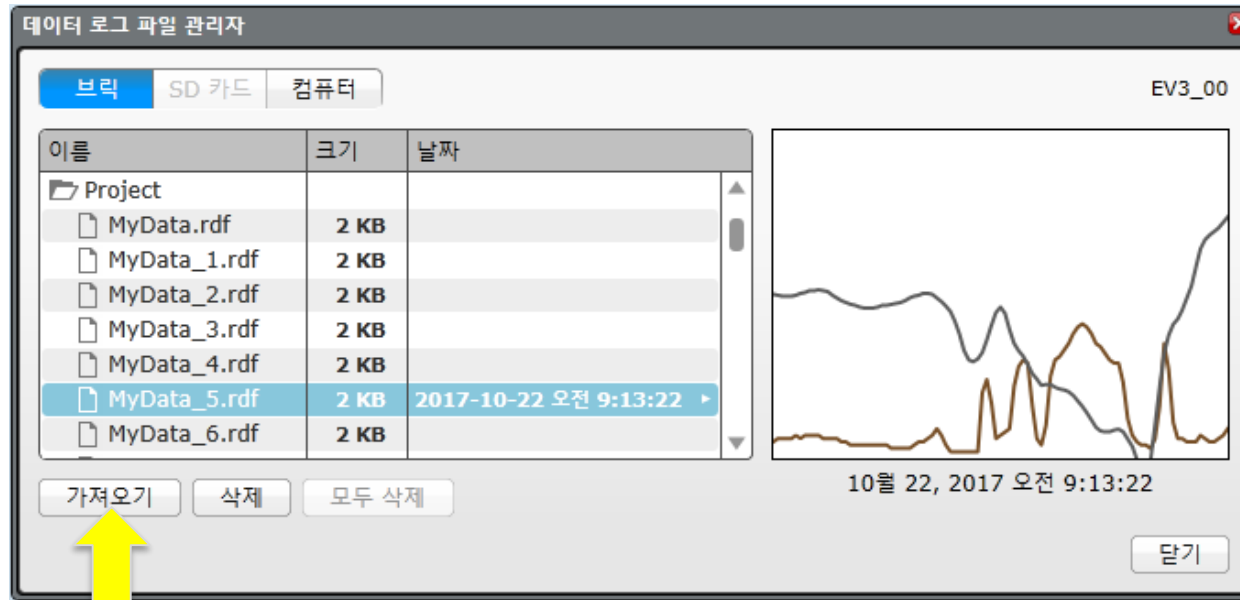 데이터 로그 파일 관리자
브릭 SD 카드 컴퓨터 EV3_00
이름 크기 날짜
Project
MyData.rdf 2 KB
MyData_1.rdf 2 KB
MyData_2.rdf 2 KB
MyData_3.rdf 2 KB
MyData_4.rdf 2 KB
MyData_5.rdf 2 KB 2017-10-22 오전 9:13:22
MyData_6.rdf 2 KB
10월 22, 2017 오전 9:13:22
가져오기 삭제 모두 삭제
닫기